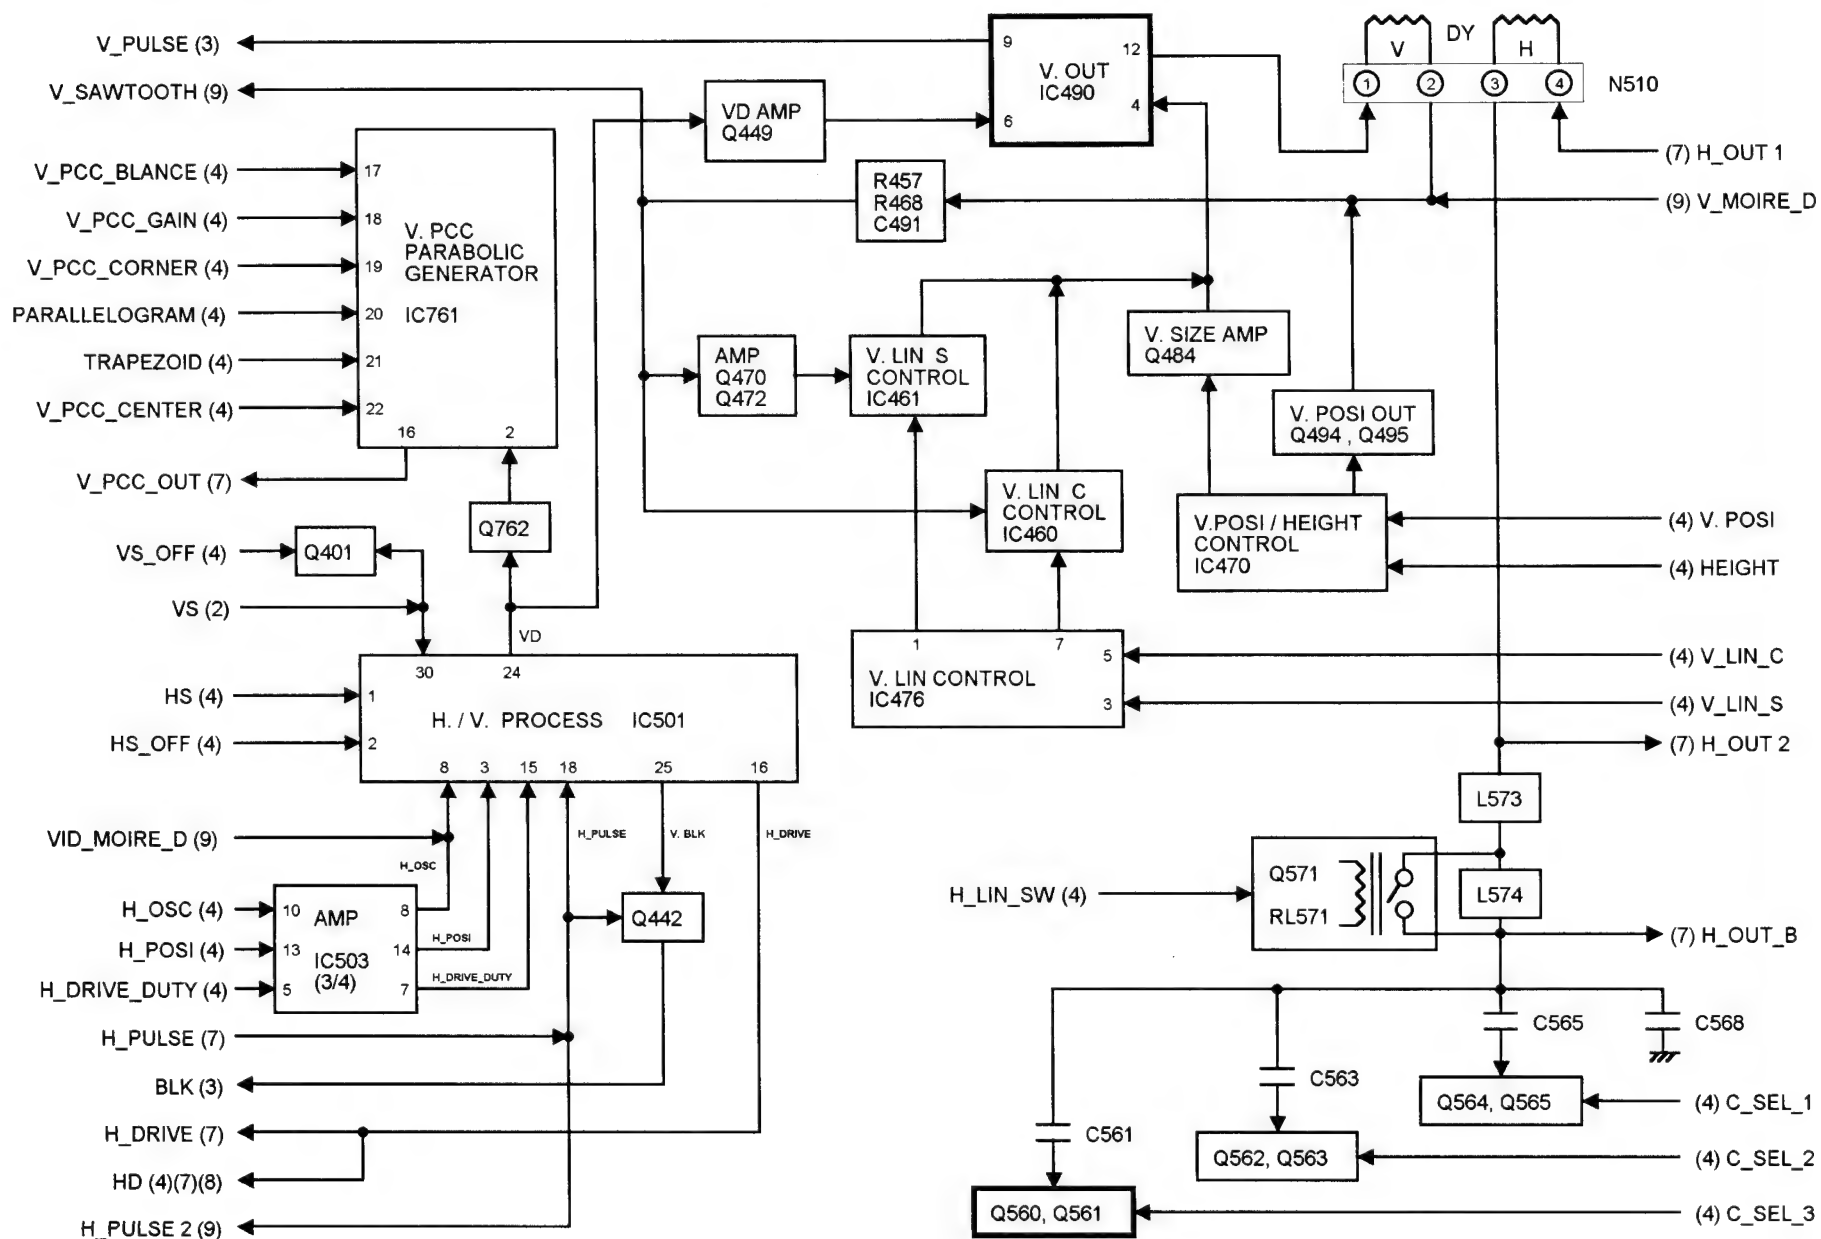 V_PULSE (3)
V_SAWTOOTH (9)
V_PCC_BLANCE (4)
V_PCC_GAIN (4)
V_PCC_CORNER (4)
PARALLELOGRAM (4)
TRAPEZOID (4)
V_PCC_CENTER (4)
V_PCC_OUT (7)
VS_OFF (4)
VS (2)
HS (4)
HS_OFF (4)
VID_MOIRE_D (9)
H_OSC (4)
H_POSI (4)
H_DRIVE_DUTY (4)
H_PULSE (7)
BLK (3)
H_DRIVE (7)
HD (4)(7)(8)
H_PULSE 2 (9)
17
18
19
20
21
22
V. PCC
PARABOLIC
GENERATOR
IC761
16
2
Q762
Q401
VD
30
24
1
2
H. / V. PROCESS IC501
8
3
15
18
25
16
H_PULSE
V. BLK
H_DRIVE
H_OSC
H_POSI
H_DRIVE_DUTY
10
13
5
AMP
IC503
(3/4)
8
14
7
Q442
VD AMP
Q449
9
6
V. OUT
IC490
12
4
R457
R468
C491
AMP
Q470
Q472
V. LIN S
CONTROL
IC461
V. LIN C
CONTROL
IC460
V. SIZE AMP
Q484
V. POSI OUT
Q494 , Q495
V.POSI / HEIGHT
CONTROL
IC470
1
7
5
3
V. LIN CONTROL
IC476
V
DY
H
1
2
3
4
N510
(7) H_OUT 1
(9) V_MOIRE_D
(4) V. POSI
(4) HEIGHT
(4) V_LIN_C
(4) V_LIN_S
(7) H_OUT 2
L573
L574
H_LIN_SW (4)
Q571
RL571
(7) H_OUT_B
C565
C568
C563
C561
Q564, Q565
Q562, Q563
Q560, Q561
(4) C_SEL_1
(4) C_SEL_2
(4) C_SEL_3